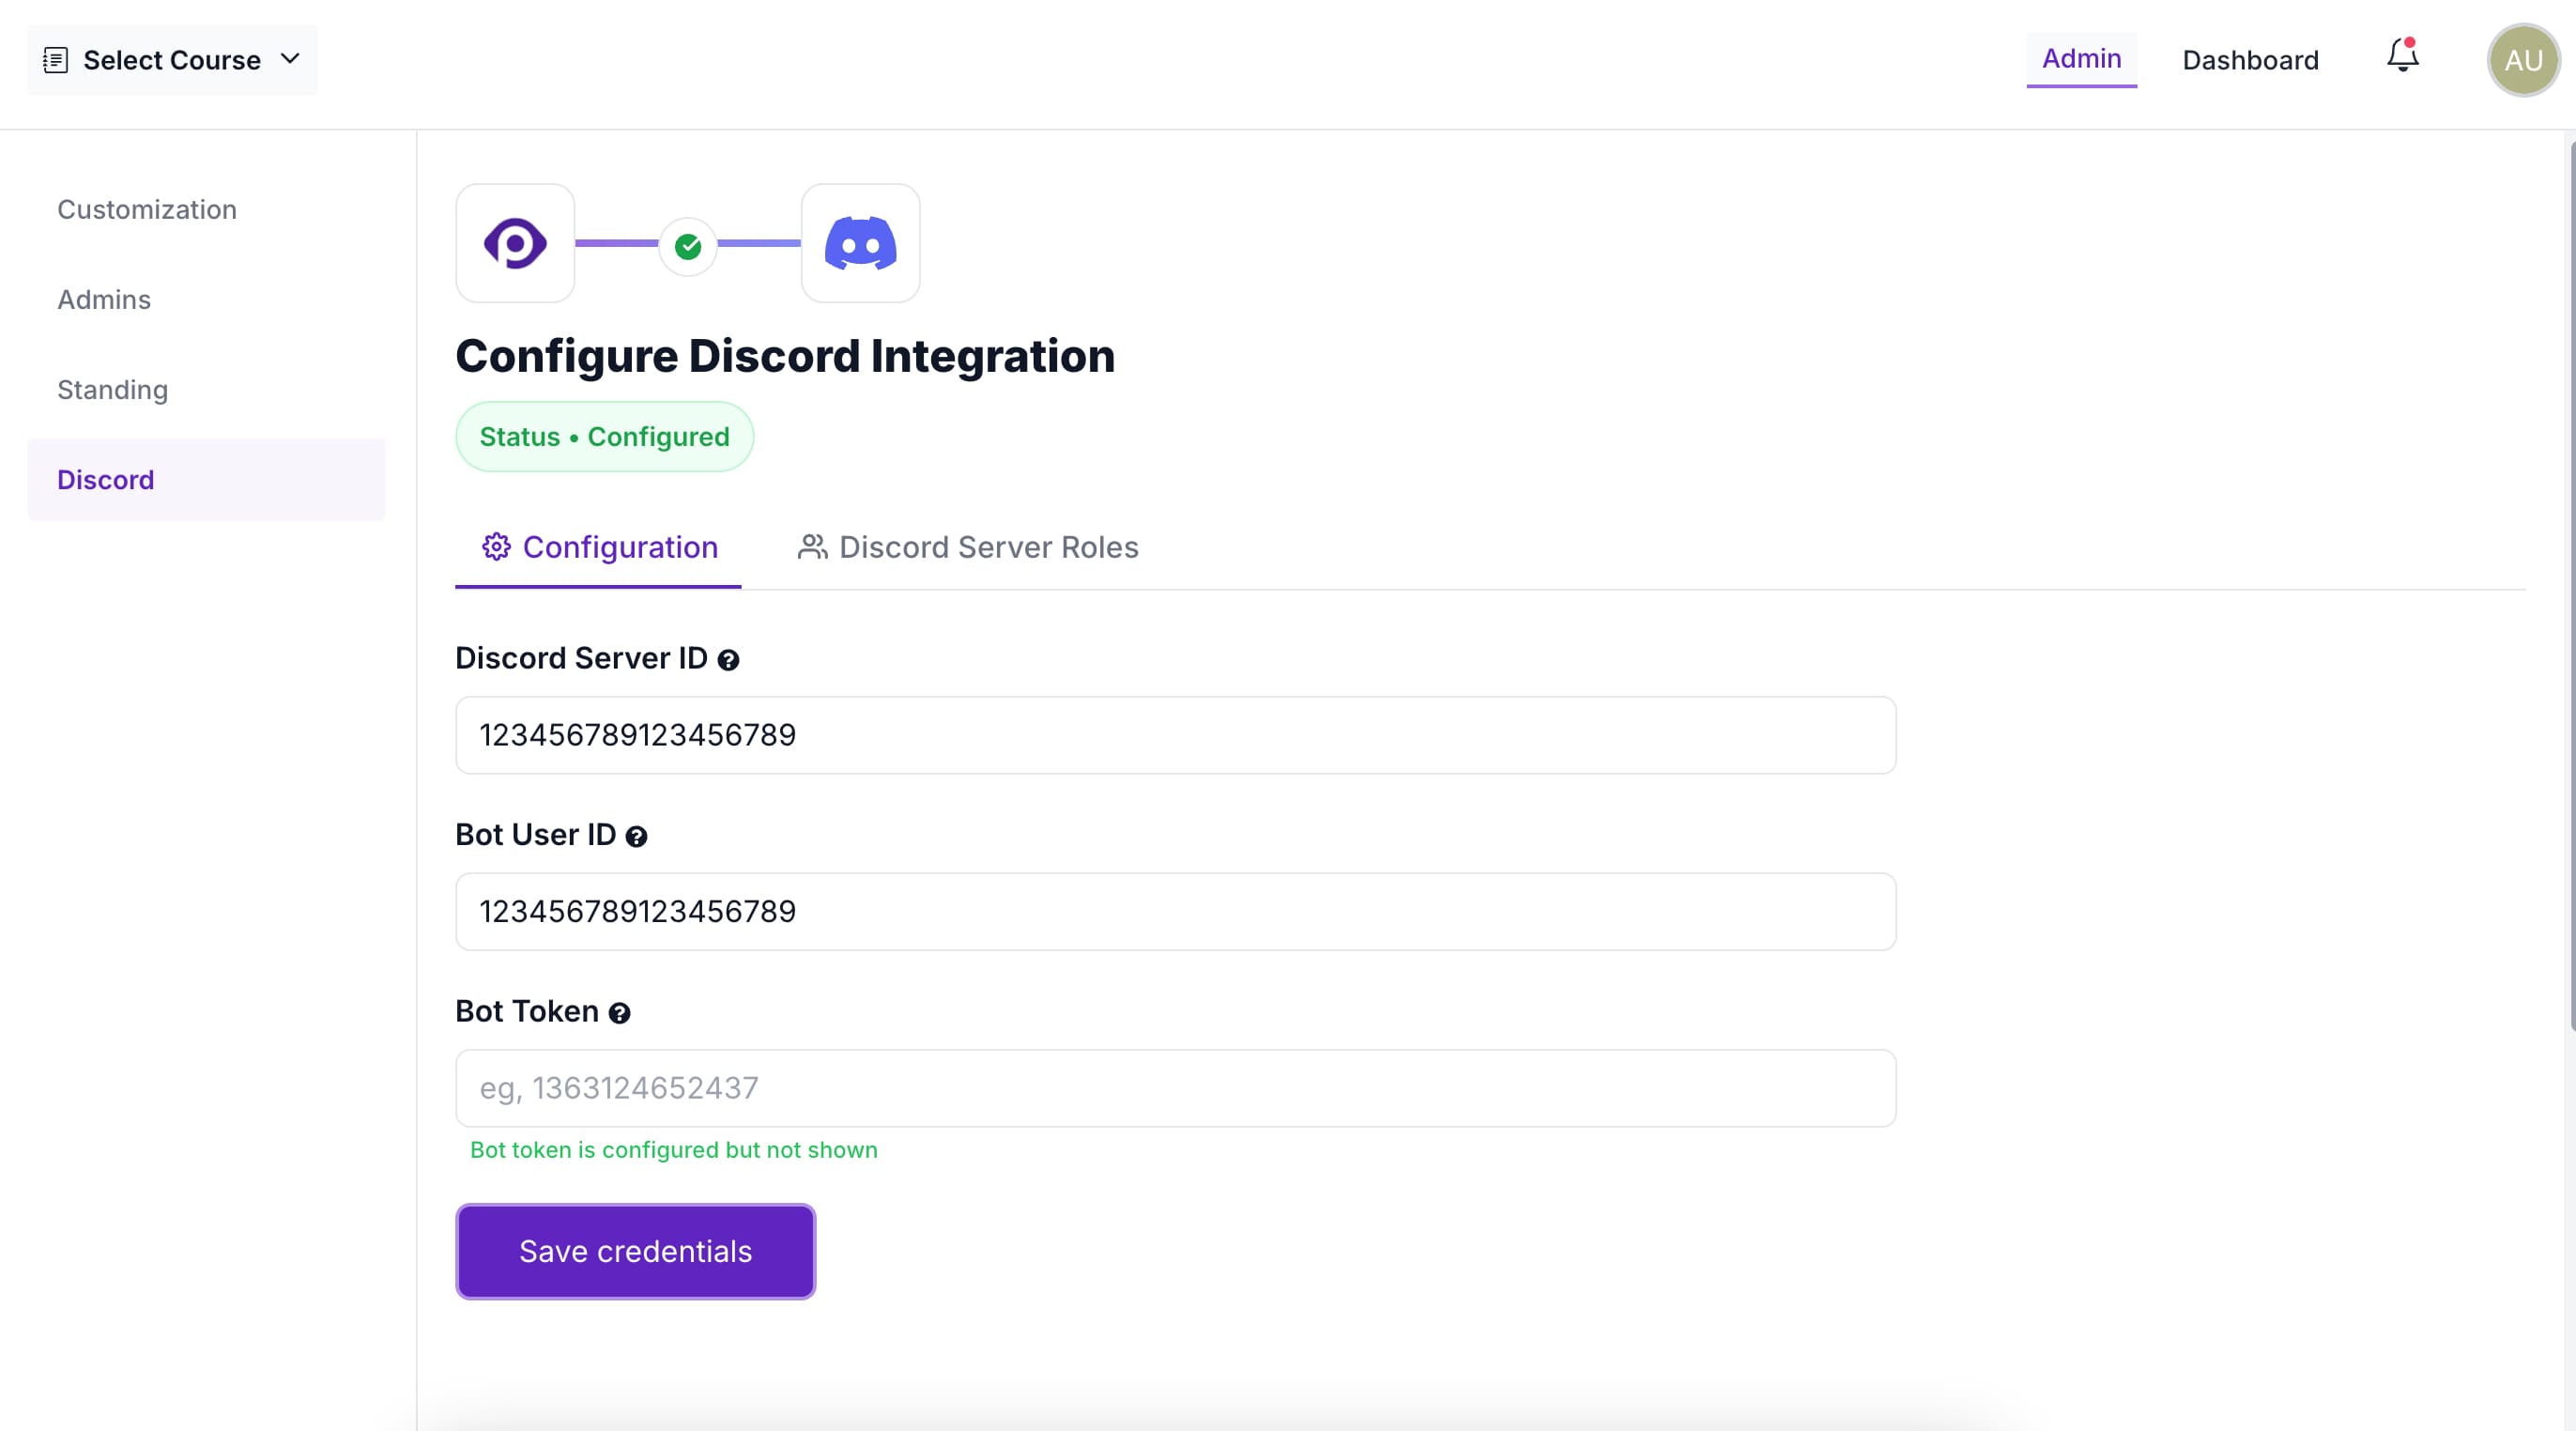 Select Course
Admin
Dashboard
AU
Customization
Admins
Standing
Discord
Configure Discord Integration
Status • Configured
Configuration
Discord Server Roles
Discord Server ID
123456789123456789
Bot User ID
123456789123456789
Bot Token
eg, 1363124652437
Bot token is configured but not shown
Save credentials